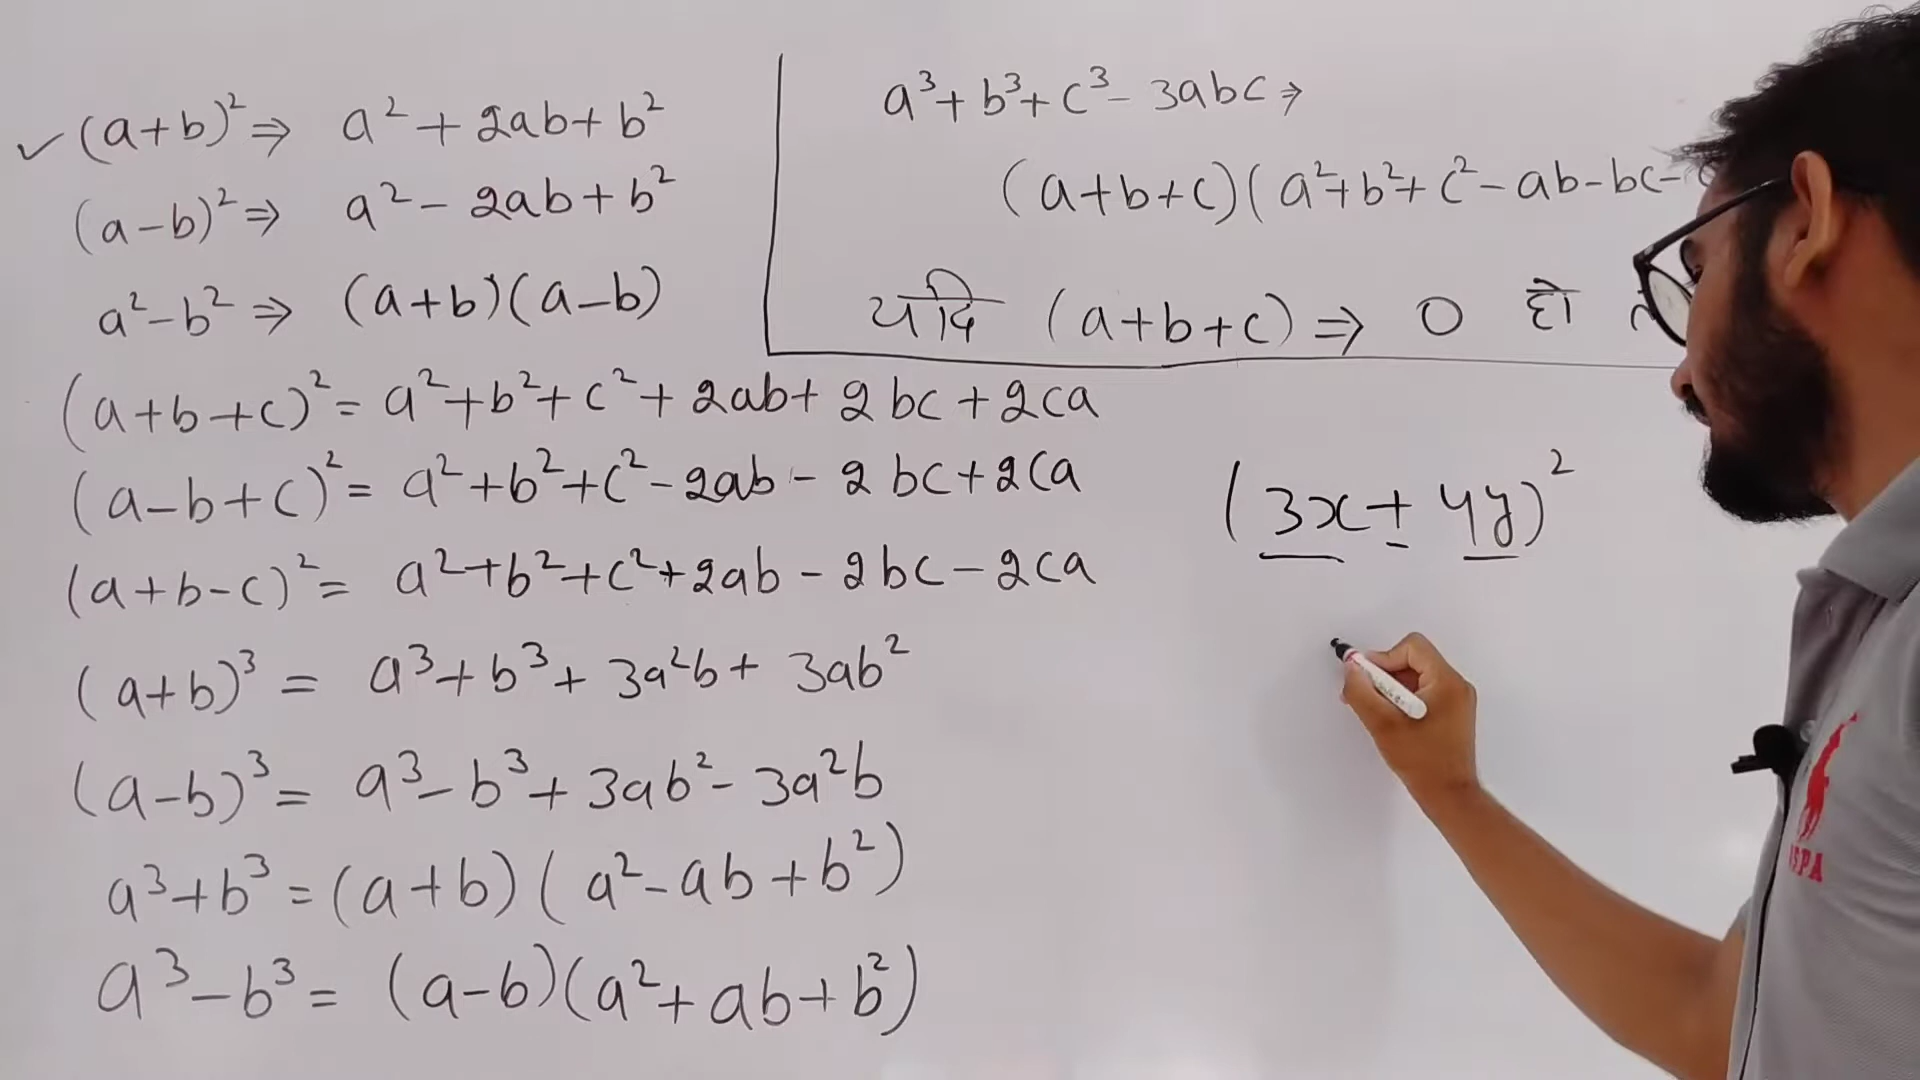 ✓ (a+b)² ⇒ a² + 2ab + b²
(a-b)² ⇒ a² - 2ab + b²
a²-b² ⇒ (a+b)(a-b)
(a+b+c)² = a²+b²+c²+2ab+2bc+2ca
(a-b+c)² = a²+b²+c²-2ab-2bc+2ca
(a+b-c)² = a²+b²+c²+2ab-2bc-2ca
(a+b)³ = a³+b³+3a²b+3ab²
(a-b)³ = a³-b³+3ab²-3a²b
a³+b³ = (a+b)(a²-ab+b²)
a³-b³ = (a-b)(a²+ab+b²)
a³+b³+c³-3abc ⇒
(a+b+c)(a²+b²+c²-ab-bc-
यदि (a+b+c) ⇒ 0 हो
(3x+4y)²
SPA